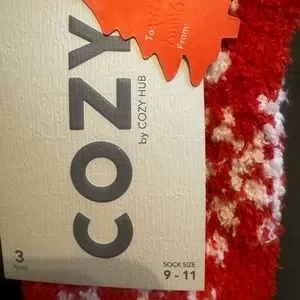 To:
From:
COZY
by COZY HUB
3
PAIRS
SOCK SIZE
9 - 11